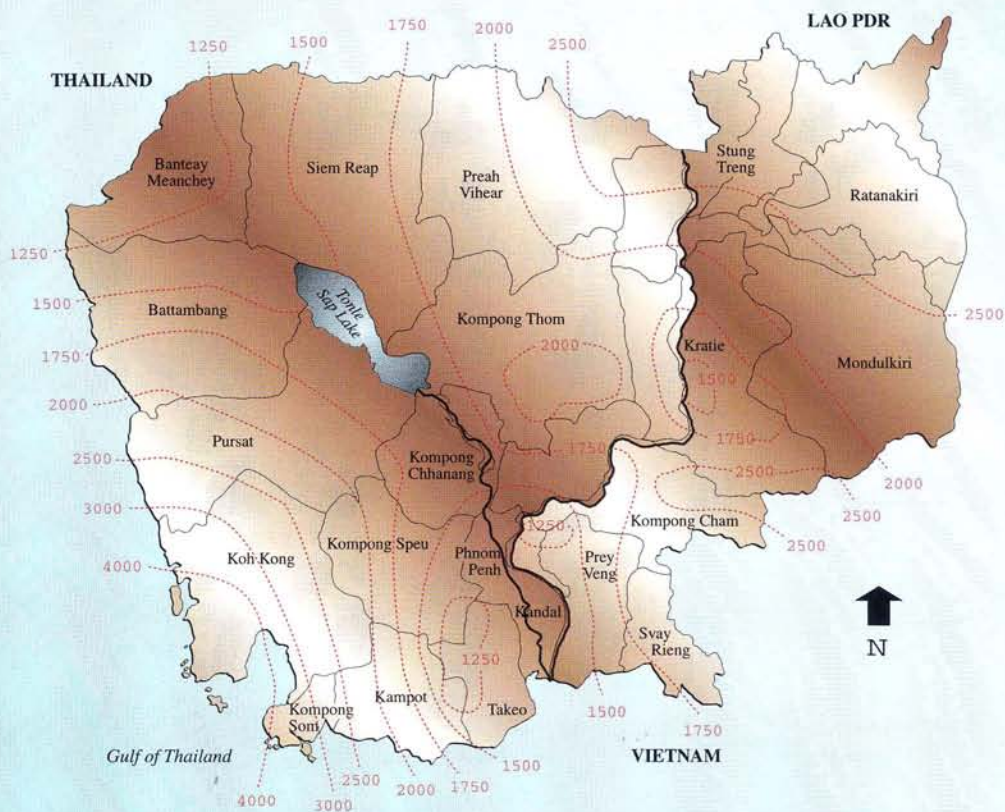 LAO PDR
1250
1500
1750
2000
2500
THAILAND
Banteay
Meanchey
Siem Reap
Preah
Vihear
Stung
Treng
Ratanakiri
1250
1500
1750
2000
2500
3000
4000
Battambang
Tonle
Sap Lake
Kompong Thom
2000
Kratie
1500
2500
Mondulkiri
Pursat
Kompong
Chhanang
1750
1750
2500
2000
2500
2500
Kompong Cham
1250
Koh Kong
Kompong Speu
Phnom
Penh
Prey
Veng
Kandal
Svay
Rieng
N
1250
Kompong
Som
Kampot
Takeo
1500
1750
Gulf of Thailand
VIETNAM
4000
3000
2500
2000
1750
1500